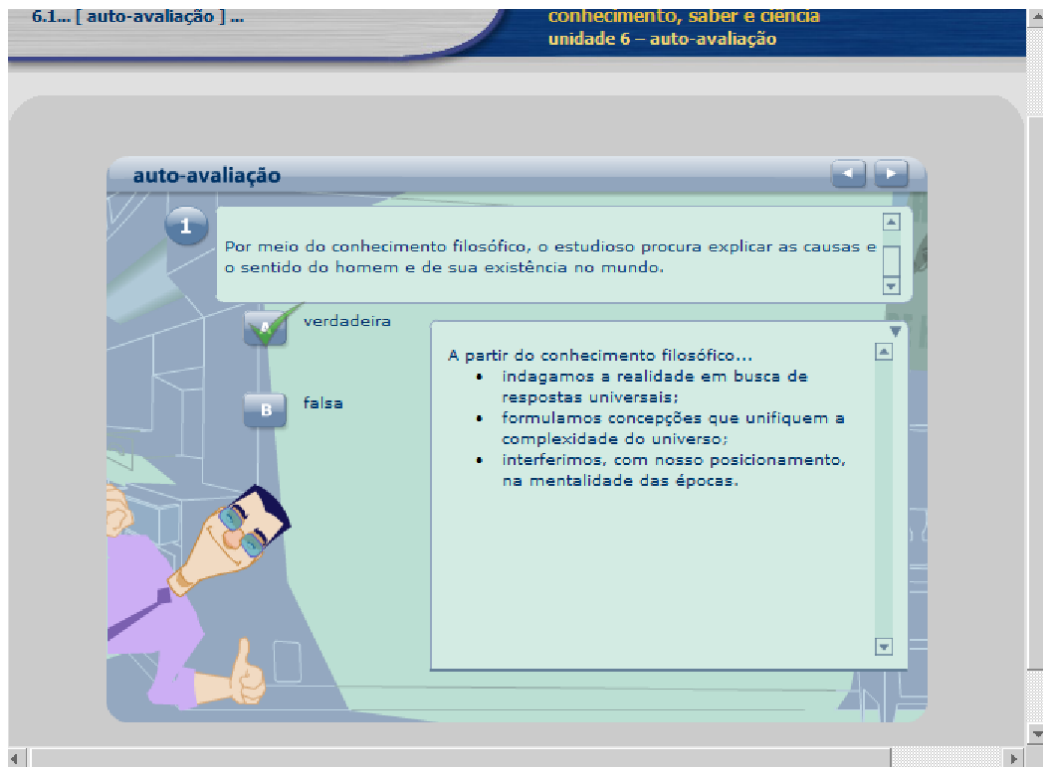 6.1... [ auto-avaliação ] ...
conhecimento, saber e ciência
unidade 6 – auto-avaliação
auto-avaliação
1
Por meio do conhecimento filosófico, o estudioso procura explicar as causas e
o sentido do homem e de sua existência no mundo.
A verdadeira
B falsa
A partir do conhecimento filosófico...
• indagamos a realidade em busca de
respostas universais;
• formulamos concepções que unifiquem a
complexidade do universo;
• interferimos, com nosso posicionamento,
na mentalidade das épocas.